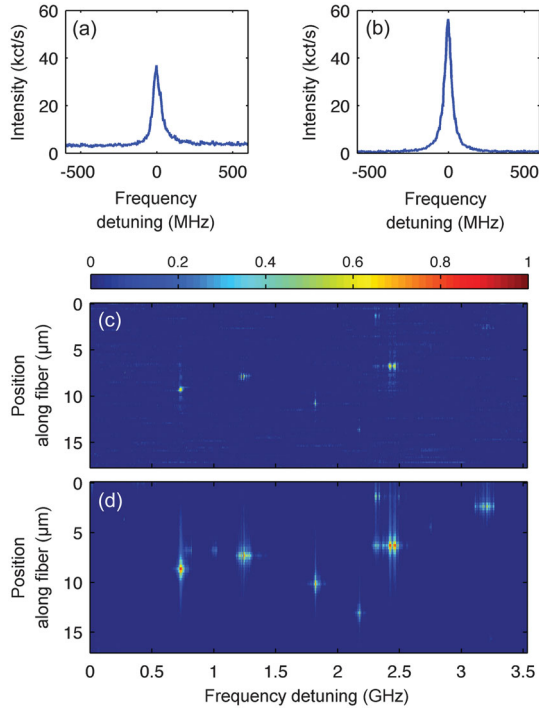 (a)
(b)
60
40
20
0
Intensity (kct/s)
-500
0
500
Frequency
detuning (MHz)
60
40
20
0
Intensity (kct/s)
-500
0
500
Frequency
detuning (MHz)
0
0.2
0.4
0.6
0.8
1
(c)
0
5
10
15
Position
along fiber (μm)
(d)
0
5
10
15
Position
along fiber (μm)
0
0.5
1
1.5
2
2.5
3
3.5
Frequency detuning (GHz)